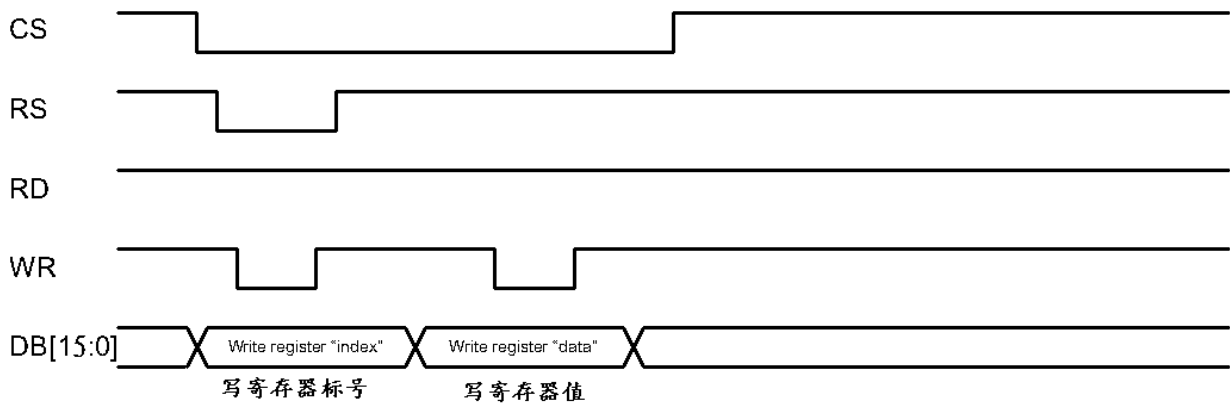 CS
RS
RD
WR
DB[15:0]
Write register "index" Write register "data"
写寄存器标号 写寄存器值